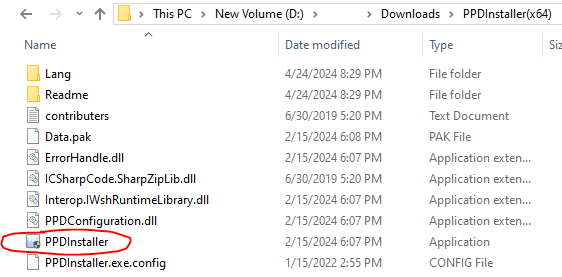 This PC > New Volume (D:) > > Downloads > PPDInstaller(x64)
Name Date modified Type Siz
Lang 4/24/2024 8:29 PM File folder
Readme 4/24/2024 8:29 PM File folder
contributers 6/30/2019 5:20 PM Text Document
Data.pak 2/15/2024 6:08 PM PAK File
ErrorHandle.dll 2/15/2024 6:07 PM Application exten...
ICSharpCode.SharpZipLib.dll 6/30/2019 5:20 PM Application exten...
Interop.IWshRuntimeLibrary.dll 2/15/2024 6:07 PM Application exten...
PPDConfiguration.dll 2/15/2024 6:07 PM Application exten...
PPDInstaller 2/15/2024 6:07 PM Application
PPDInstaller.exe.config 1/15/2022 2:55 PM CONFIG File